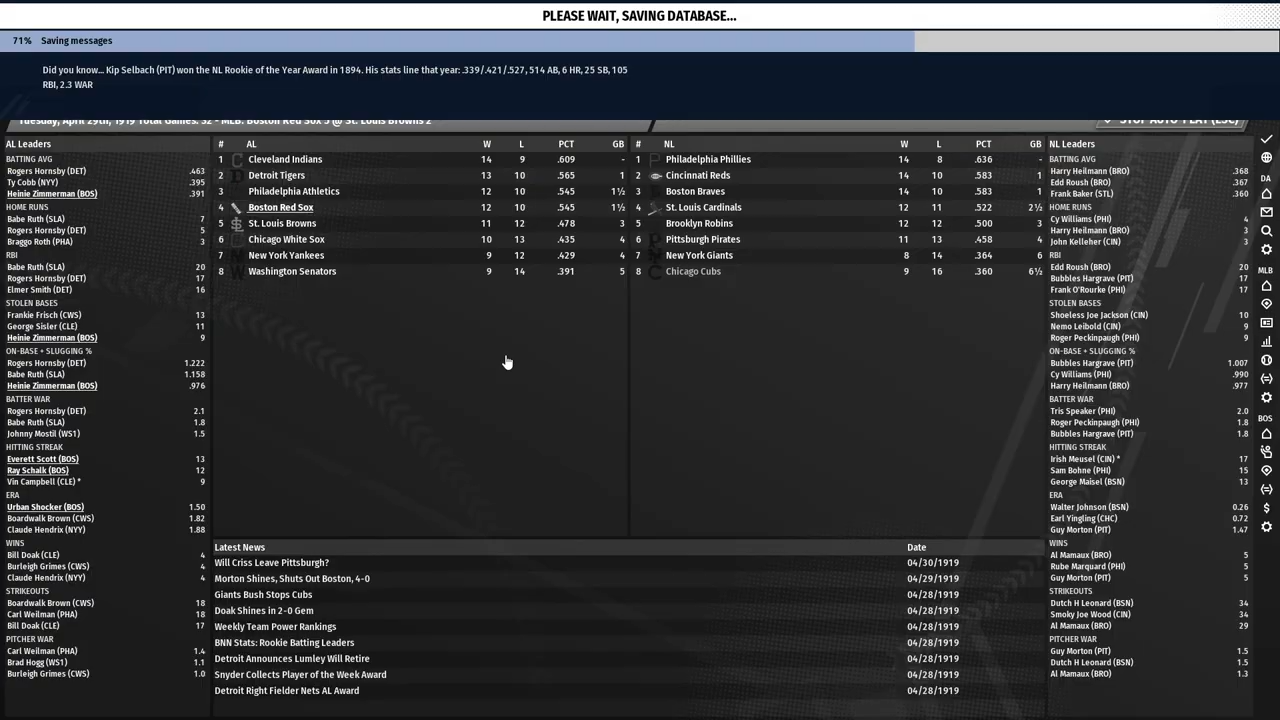 PLEASE WAIT, SAVING DATABASE...
71% Saving messages
Did you know... Kip Selbach (PIT) won the NL Rookie of the Year Award in 1894. His stats line that year: .339/.421/.527, 514 AB, 6 HR, 25 SB, 105
RBI, 2.3 WAR
Tuesday, April 29th, 1919 Total Games: 32 - MLB: Boston Red Sox 3 @ St. Louis Browns 2
STOP AUTO-PLAY (ESC)
AL Leaders
BATTING AVG
Rogers Hornsby (DET) .463
Ty Cobb (NYY) .395
Heinie Zimmerman (BOS) .391
HOME RUNS
Babe Ruth (SLA) 7
Rogers Hornsby (DET) 5
Braggo Roth (PHA) 3
RBI
Babe Ruth (SLA) 20
Rogers Hornsby (DET) 17
Elmer Smith (DET) 16
STOLEN BASES
Frankie Frisch (CWS) 13
George Sisler (CLE) 11
Heinie Zimmerman (BOS) 9
ON-BASE + SLUGGING %
Rogers Hornsby (DET) 1.222
Babe Ruth (SLA) 1.158
Heinie Zimmerman (BOS) .976
BATTER WAR
Rogers Hornsby (DET) 2.1
Babe Ruth (SLA) 1.8
Johnny Mostil (WS1) 1.5
HITTING STREAK
Everett Scott (BOS) 13
Ray Schalk (BOS) 12
Vin Campbell (CLE) * 9
ERA
Urban Shocker (BOS) 1.50
Boardwalk Brown (CWS) 1.82
Claude Hendrix (NYY) 1.88
WINS
Bill Doak (CLE) 4
Burleigh Grimes (CWS) 4
Claude Hendrix (NYY) 4
STRIKEOUTS
Boardwalk Brown (CWS) 18
Carl Weilman (PHA) 18
Bill Doak (CLE) 17
PITCHER WAR
Carl Weilman (PHA) 1.4
Brad Hogg (WS1) 1.1
Burleigh Grimes (CWS) 1.0
# AL W L PCT GB
1 Cleveland Indians 14 9 .609 -
2 Detroit Tigers 13 10 .565 1
3 Philadelphia Athletics 12 10 .545 1½
4 Boston Red Sox 12 10 .545 1½
5 St. Louis Browns 11 12 .478 3
6 Chicago White Sox 10 13 .435 4
7 New York Yankees 9 12 .429 4
8 Washington Senators 9 14 .391 5
# NL W L PCT GB
1 Philadelphia Phillies 14 8 .636 -
2 Cincinnati Reds 14 10 .583 1
3 Boston Braves 14 10 .583 1
4 St. Louis Cardinals 12 11 .522 2½
5 Brooklyn Robins 12 12 .500 3
6 Pittsburgh Pirates 11 13 .458 4
7 New York Giants 8 14 .364 6
8 Chicago Cubs 9 16 .360 6½
Latest News Date
Will Criss Leave Pittsburgh? 04/30/1919
Morton Shines, Shuts Out Boston, 4-0 04/29/1919
Giants Bush Stops Cubs 04/28/1919
Doak Shines in 2-0 Gem 04/28/1919
Weekly Team Power Rankings 04/28/1919
BNN Stats: Rookie Batting Leaders 04/28/1919
Detroit Announces Lumley Will Retire 04/28/1919
Snyder Collects Player of the Week Award 04/28/1919
Detroit Right Fielder Nets AL Award 04/28/1919
NL Leaders
BATTING AVG
Harry Heilmann (BRO) .368
Edd Roush (BRO) .367
Frank Baker (STL) .360
HOME RUNS
Cy Williams (PHI) 4
Harry Heilmann (BRO) 3
John Kelleher (CIN) 3
RBI
Edd Roush (BRO) 20
Bubbles Hargrave (PIT) 17
Frank O'Rourke (PHI) 17
STOLEN BASES
Shoeless Joe Jackson (CIN) 10
Nemo Leibold (CIN) 9
Roger Peckinpaugh (PHI) 9
ON-BASE + SLUGGING %
Bubbles Hargrave (PIT) 1.007
Cy Williams (PHI) .990
Harry Heilmann (BRO) .977
BATTER WAR
Tris Speaker (PHI) 2.0
Roger Peckinpaugh (PHI) 1.8
Bubbles Hargrave (PIT) 1.8
HITTING STREAK
Irish Meusel (CIN) * 17
Sam Bohne (PHI) 15
George Maisel (BSN) 13
ERA
Walter Johnson (BSN) 0.26
Earl Yingling (CHC) 0.72
Guy Morton (PIT) 1.47
WINS
Al Mamaux (BRO) 5
Rube Marquard (PHI) 5
Guy Morton (PIT) 5
STRIKEOUTS
Dutch H Leonard (BSN) 34
Smoky Joe Wood (CIN) 34
Al Mamaux (BRO) 29
PITCHER WAR
Guy Morton (PIT) 1.5
Dutch H Leonard (BSN) 1.5
Al Mamaux (BRO) 1.3
DA
MLB
BOS